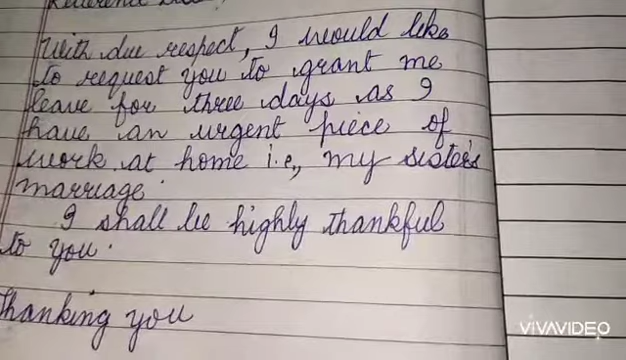 With due respect, I would like
to request you to grant me
leave for three days as I
have an urgent piece of
work at home i.e, my sister's
marriage.
I shall be highly thankful
to you.
Thanking you
VIVAVIDEO